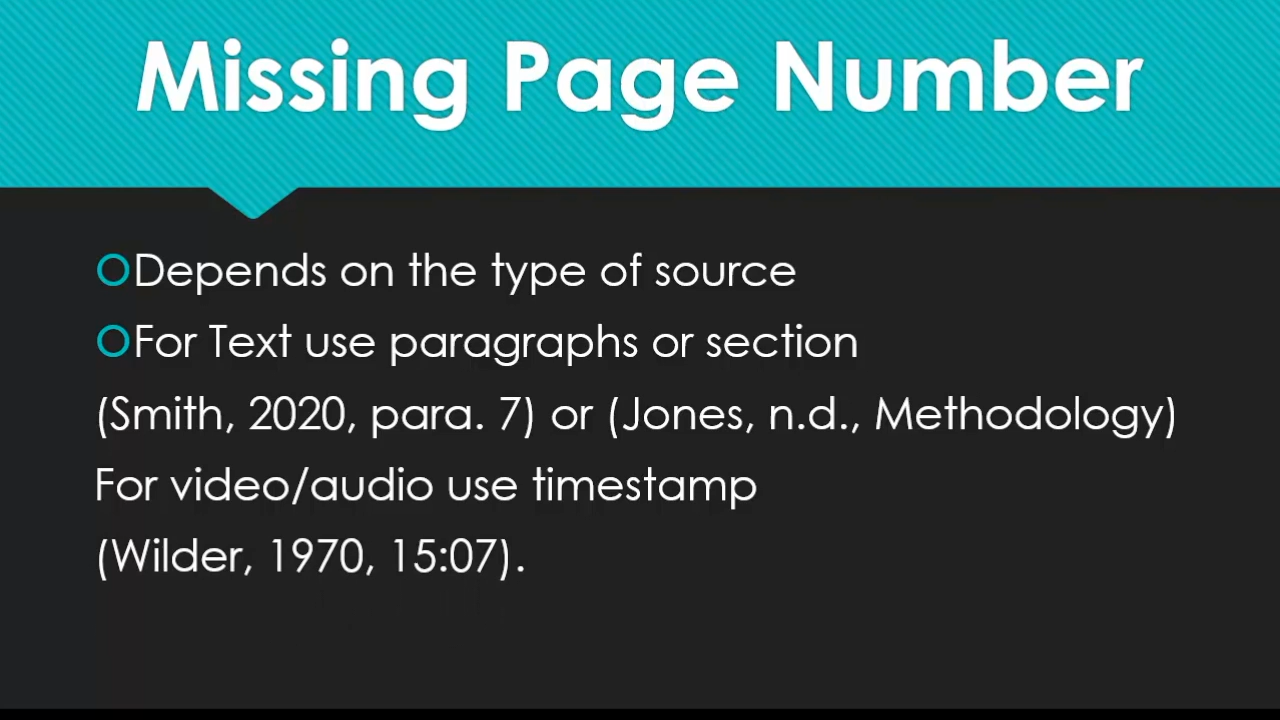 Missing Page Number
Depends on the type of source
For Text use paragraphs or section
(Smith, 2020, para. 7) or (Jones, n.d., Methodology)
For video/audio use timestamp
(Wilder, 1970, 15:07).